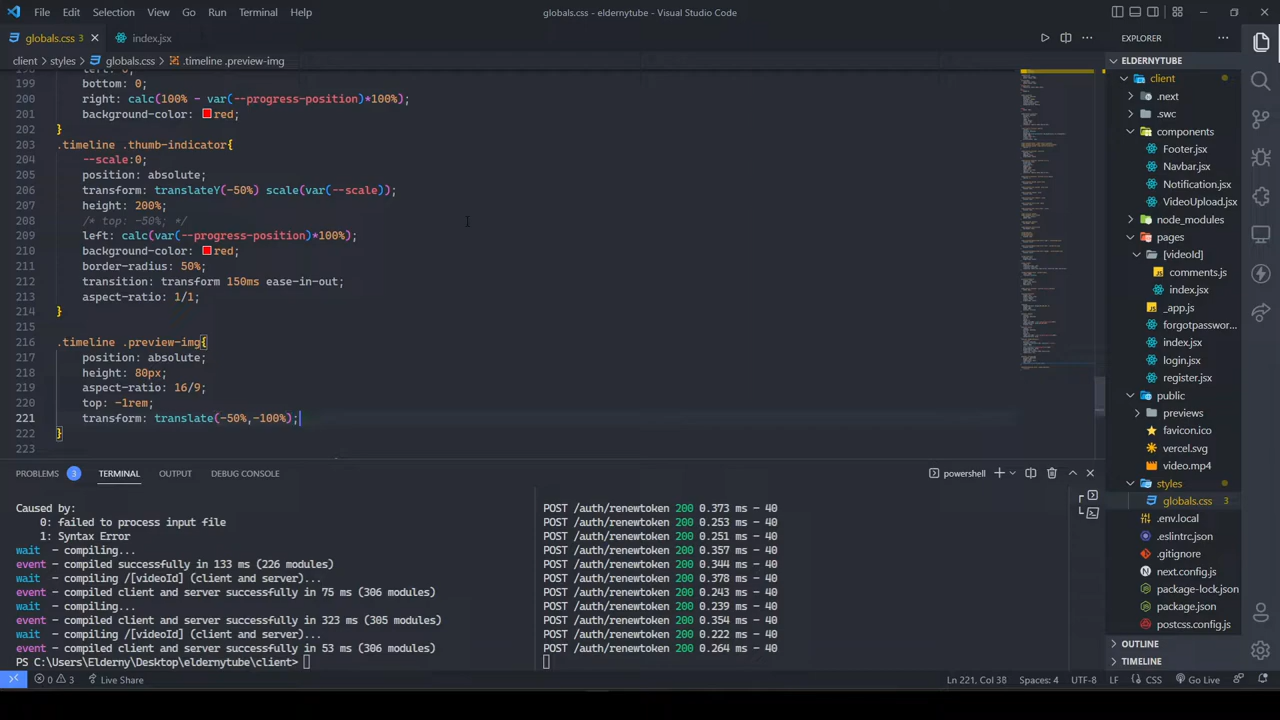 File Edit Selection View Go Run Terminal Help
globals.css - eldernytube - Visual Studio Code
globals.css 3
index.jsx
client > styles > globals.css > .timeline .preview-img
199 bottom: 0;
200 right: calc(100% - var(--progress-position)*100%);
201 background-color: red;
202 }
203 .timeline .thumb-indicator{
204 --scale:0;
205 position: absolute;
206 transform: translateY(-50%) scale(var(--scale));
207 height: 200%;
208 /* top: -50%; */
209 left: calc(var(--progress-position)*100%);
210 background-color: red;
211 border-radius: 50%;
212 transition: transform 150ms ease-in-out;
213 aspect-ratio: 1/1;
214 }
215
216 .timeline .preview-img{
217 position: absolute;
218 height: 80px;
219 aspect-ratio: 16/9;
220 top: -1rem;
221 transform: translate(-50%,-100%);
222 }
223
PROBLEMS 3 TERMINAL OUTPUT DEBUG CONSOLE
powershell
Caused by:
0: failed to process input file
1: Syntax Error
wait - compiling...
event - compiled successfully in 133 ms (226 modules)
wait - compiling /[videoId] (client and server)...
event - compiled client and server successfully in 75 ms (306 modules)
wait - compiling...
event - compiled client and server successfully in 323 ms (305 modules)
wait - compiling /[videoId] (client and server)...
event - compiled client and server successfully in 53 ms (306 modules)
PS C:\Users\Elderny\Desktop\eldernytube\client>
POST /auth/renewtoken 200 0.373 ms - 40
POST /auth/renewtoken 200 0.253 ms - 40
POST /auth/renewtoken 200 0.251 ms - 40
POST /auth/renewtoken 200 0.357 ms - 40
POST /auth/renewtoken 200 0.344 ms - 40
POST /auth/renewtoken 200 0.378 ms - 40
POST /auth/renewtoken 200 0.243 ms - 40
POST /auth/renewtoken 200 0.239 ms - 40
POST /auth/renewtoken 200 0.354 ms - 40
POST /auth/renewtoken 200 0.222 ms - 40
POST /auth/renewtoken 200 0.264 ms - 40
EXPLORER
ELDERNYTUBE
client
.next
.swc
components
Footer.jsx
Navbar.jsx
Notification.jsx
VideoUpload.jsx
node_modules
pages
[videoId]
comments.js
index.jsx
_app.js
forgotpasswor...
index.jsx
login.jsx
register.jsx
public
previews
favicon.ico
vercel.svg
video.mp4
styles
globals.css 3
.env.local
.eslintrc.json
.gitignore
next.config.js
package-lock.json
package.json
postcss.config.js
OUTLINE
TIMELINE
0 3 Live Share
Ln 221, Col 38 Spaces: 4 UTF-8 LF CSS Go Live